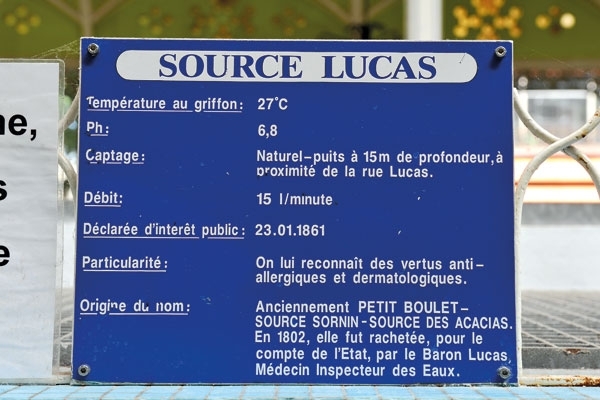 ne,
s
e
SOURCE LUCAS
Température au griffon: 27°C
Ph: 6,8
Captage: Naturel-puits à 15m de profondeur,à
proximité de la rue Lucas.
Débit: 15 l/minute
Déclarée d'intérêt public: 23.01.1861
Particularité: On lui reconnaît des vertus anti-
allergiques et dermatologiques.
Origine du nom: Anciennement PETIT BOULET-
SOURCE SORNIN-SOURCE DES ACACIAS.
En 1802, elle fut rachetée, pour le
compte de l'Etat, par le Baron Lucas
Médecin Inspecteur des Eaux.